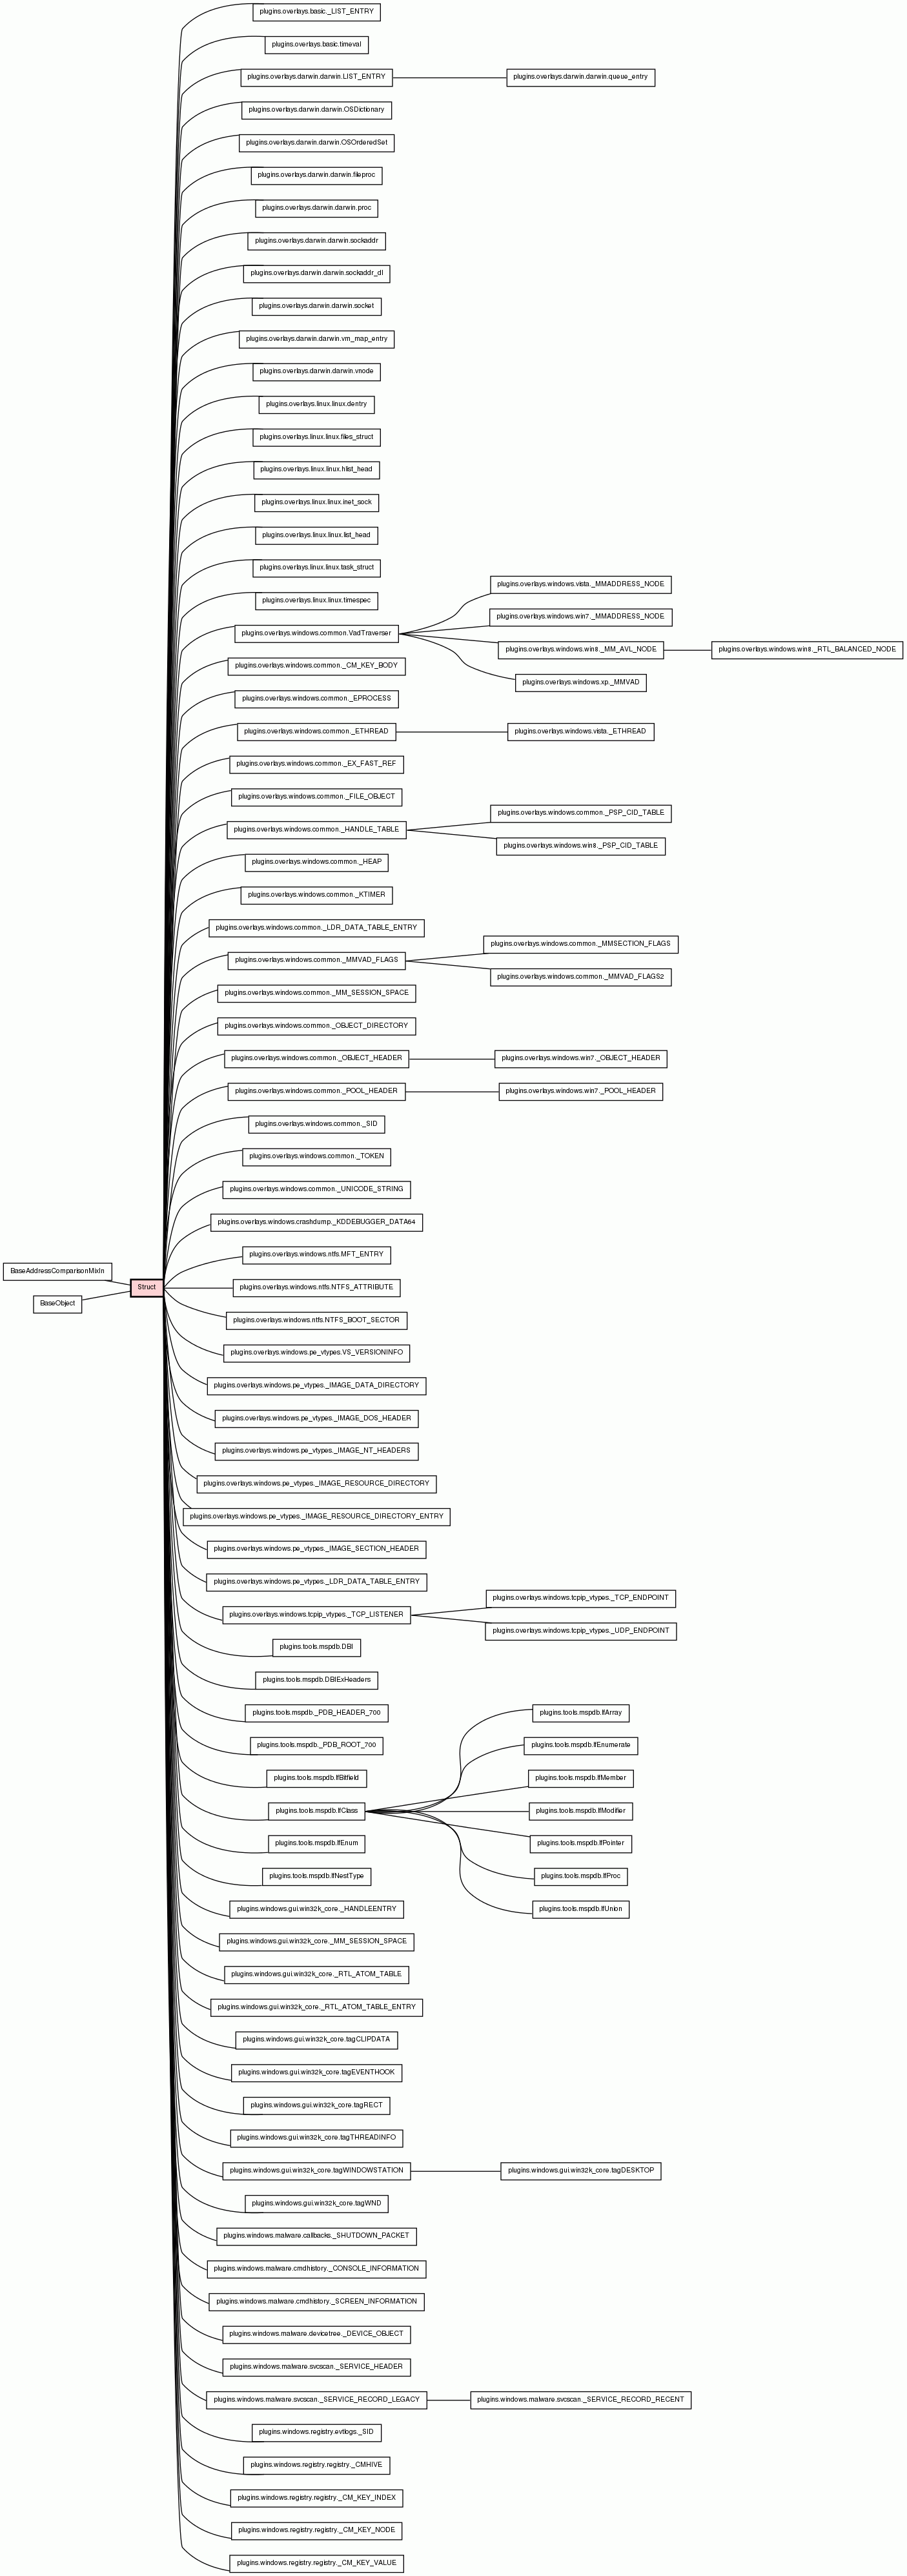 plugins.overlays.basic._LIST_ENTRY
plugins.overlays.basic.timeval
plugins.overlays.darwin.darwin.LIST_ENTRY
plugins.overlays.darwin.darwin.queue_entry
plugins.overlays.darwin.darwin.OSDictionary
plugins.overlays.darwin.darwin.OSOrderedSet
plugins.overlays.darwin.darwin.fileproc
plugins.overlays.darwin.darwin.proc
plugins.overlays.darwin.darwin.sockaddr
plugins.overlays.darwin.darwin.sockaddr_dl
plugins.overlays.darwin.darwin.socket
plugins.overlays.darwin.darwin.vm_map_entry
plugins.overlays.darwin.darwin.vnode
plugins.overlays.linux.linux.dentry
plugins.overlays.linux.linux.files_struct
plugins.overlays.linux.linux.hlist_head
plugins.overlays.linux.linux.inet_sock
plugins.overlays.linux.linux.list_head
plugins.overlays.linux.linux.task_struct
plugins.overlays.linux.linux.timespec
plugins.overlays.windows.common.VadTraverser
plugins.overlays.windows.vista._MMADDRESS_NODE
plugins.overlays.windows.win7._MMADDRESS_NODE
plugins.overlays.windows.win8._MM_AVL_NODE
plugins.overlays.windows.win8._RTL_BALANCED_NODE
plugins.overlays.windows.xp._MMVAD
plugins.overlays.windows.common._CM_KEY_BODY
plugins.overlays.windows.common._EPROCESS
plugins.overlays.windows.common._ETHREAD
plugins.overlays.windows.vista._ETHREAD
plugins.overlays.windows.common._EX_FAST_REF
plugins.overlays.windows.common._FILE_OBJECT
plugins.overlays.windows.common._HANDLE_TABLE
plugins.overlays.windows.common._PSP_CID_TABLE
plugins.overlays.windows.win8._PSP_CID_TABLE
plugins.overlays.windows.common._HEAP
plugins.overlays.windows.common._KTIMER
plugins.overlays.windows.common._LDR_DATA_TABLE_ENTRY
plugins.overlays.windows.common._MMVAD_FLAGS
plugins.overlays.windows.common._MMSECTION_FLAGS
plugins.overlays.windows.common._MMVAD_FLAGS2
plugins.overlays.windows.common._MM_SESSION_SPACE
plugins.overlays.windows.common._OBJECT_DIRECTORY
plugins.overlays.windows.common._OBJECT_HEADER
plugins.overlays.windows.win7._OBJECT_HEADER
plugins.overlays.windows.common._POOL_HEADER
plugins.overlays.windows.win7._POOL_HEADER
plugins.overlays.windows.common._SID
plugins.overlays.windows.common._TOKEN
plugins.overlays.windows.common._UNICODE_STRING
plugins.overlays.windows.crashdump._KDDEBUGGER_DATA64
plugins.overlays.windows.ntfs.MFT_ENTRY
BaseAddressComparisonMixIn
Struct
BaseObject
plugins.overlays.windows.ntfs.NTFS_ATTRIBUTE
plugins.overlays.windows.ntfs.NTFS_BOOT_SECTOR
plugins.overlays.windows.pe_vtypes.VS_VERSIONINFO
plugins.overlays.windows.pe_vtypes._IMAGE_DATA_DIRECTORY
plugins.overlays.windows.pe_vtypes._IMAGE_DOS_HEADER
plugins.overlays.windows.pe_vtypes._IMAGE_NT_HEADERS
plugins.overlays.windows.pe_vtypes._IMAGE_RESOURCE_DIRECTORY
plugins.overlays.windows.pe_vtypes._IMAGE_RESOURCE_DIRECTORY_ENTRY
plugins.overlays.windows.pe_vtypes._IMAGE_SECTION_HEADER
plugins.overlays.windows.pe_vtypes._LDR_DATA_TABLE_ENTRY
plugins.overlays.windows.tcpip_vtypes._TCP_LISTENER
plugins.overlays.windows.tcpip_vtypes._TCP_ENDPOINT
plugins.overlays.windows.tcpip_vtypes._UDP_ENDPOINT
plugins.tools.mspdb.DBI
plugins.tools.mspdb.DBIExHeaders
plugins.tools.mspdb._PDB_HEADER_700
plugins.tools.mspdb._PDB_ROOT_700
plugins.tools.mspdb.lfBitfield
plugins.tools.mspdb.lfClass
plugins.tools.mspdb.lfArray
plugins.tools.mspdb.lfEnumerate
plugins.tools.mspdb.lfMember
plugins.tools.mspdb.lfModifier
plugins.tools.mspdb.lfPointer
plugins.tools.mspdb.lfProc
plugins.tools.mspdb.lfUnion
plugins.tools.mspdb.lfEnum
plugins.tools.mspdb.lfNestType
plugins.windows.gui.win32k_core._HANDLEENTRY
plugins.windows.gui.win32k_core._MM_SESSION_SPACE
plugins.windows.gui.win32k_core._RTL_ATOM_TABLE
plugins.windows.gui.win32k_core._RTL_ATOM_TABLE_ENTRY
plugins.windows.gui.win32k_core.tagCLIPDATA
plugins.windows.gui.win32k_core.tagEVENTHOOK
plugins.windows.gui.win32k_core.tagRECT
plugins.windows.gui.win32k_core.tagTHREADINFO
plugins.windows.gui.win32k_core.tagWINDOWSTATION
plugins.windows.gui.win32k_core.tagDESKTOP
plugins.windows.gui.win32k_core.tagWND
plugins.windows.malware.callbacks._SHUTDOWN_PACKET
plugins.windows.malware.cmdhistory._CONSOLE_INFORMATION
plugins.windows.malware.cmdhistory._SCREEN_INFORMATION
plugins.windows.malware.devicetree._DEVICE_OBJECT
plugins.windows.malware.svcscan._SERVICE_HEADER
plugins.windows.malware.svcscan._SERVICE_RECORD_LEGACY
plugins.windows.malware.svcscan._SERVICE_RECORD_RECENT
plugins.windows.registry.evtlogs._SID
plugins.windows.registry.registry._CMHIVE
plugins.windows.registry.registry._CM_KEY_INDEX
plugins.windows.registry.registry._CM_KEY_NODE
plugins.windows.registry.registry._CM_KEY_VALUE